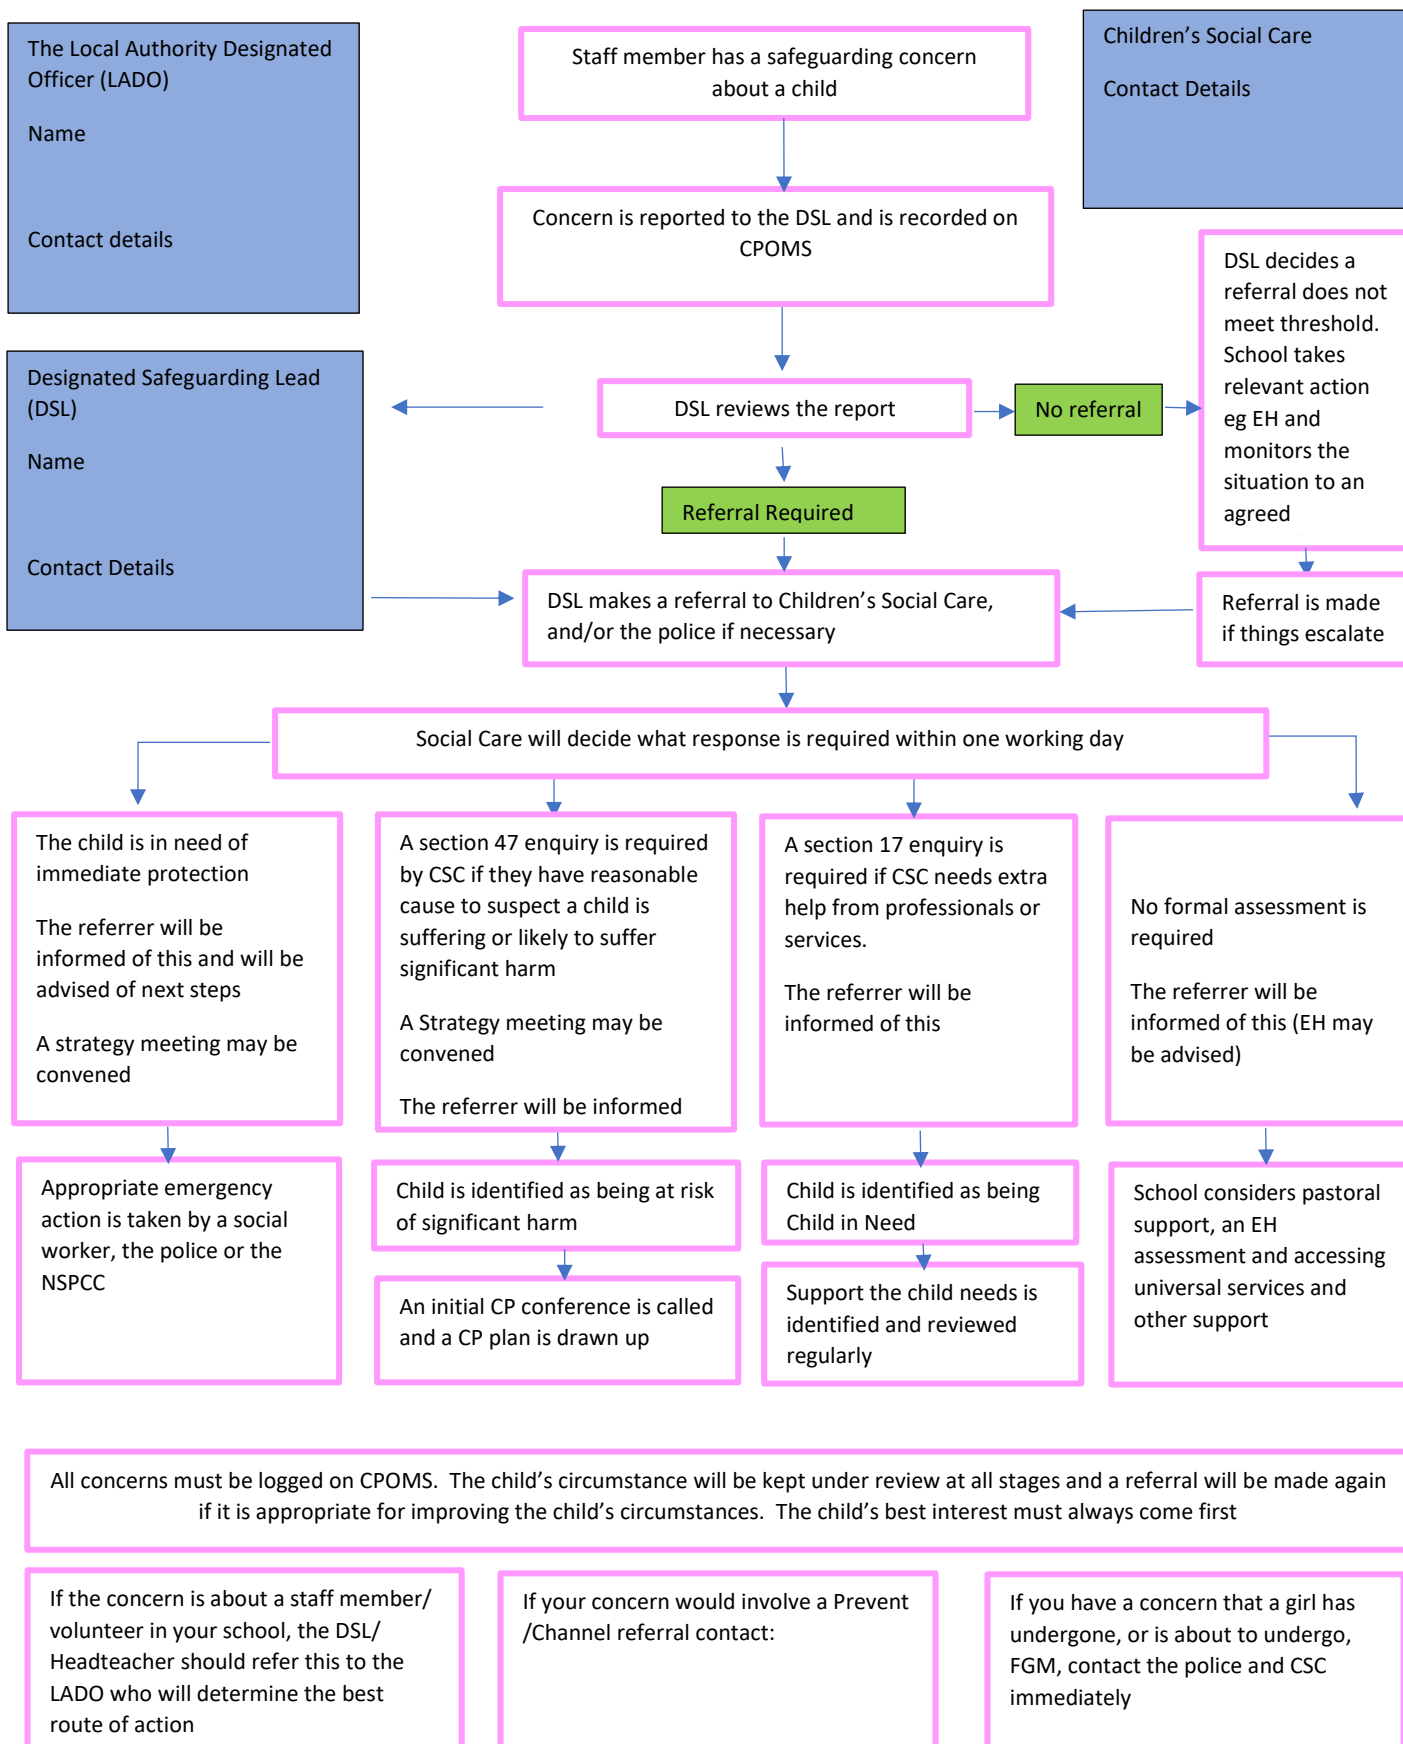 The Local Authority Designated
Officer (LADO)
Name
Contact details
Staff member has a safeguarding concern
about a child
Children’s Social Care
Contact Details
Concern is reported to the DSL and is recorded on
CPOMS
DSL decides a
referral does not
meet threshold.
School takes
relevant action
eg EH and
monitors the
situation to an
agreed
Designated Safeguarding Lead
(DSL)
Name
Contact Details
DSL reviews the report
No referral
Referral Required
DSL makes a referral to Children’s Social Care,
and/or the police if necessary
Referral is made
if things escalate
Social Care will decide what response is required within one working day
The child is in need of
immediate protection
The referrer will be
informed of this and will be
advised of next steps
A strategy meeting may be
convened
A section 47 enquiry is required
by CSC if they have reasonable
cause to suspect a child is
suffering or likely to suffer
significant harm
A Strategy meeting may be
convened
The referrer will be informed
A section 17 enquiry is
required if CSC needs extra
help from professionals or
services.
The referrer will be
informed of this
No formal assessment is
required
The referrer will be
informed of this (EH may
be advised)
Appropriate emergency
action is taken by a social
worker, the police or the
NSPCC
Child is identified as being at risk
of significant harm
An initial CP conference is called
and a CP plan is drawn up
Child is identified as being
Child in Need
Support the child needs is
identified and reviewed
regularly
School considers pastoral
support, an EH
assessment and accessing
universal services and
other support
All concerns must be logged on CPOMS.  The child’s circumstance will be kept under review at all stages and a referral will be made again
if it is appropriate for improving the child’s circumstances.  The child’s best interest must always come first
If the concern is about a staff member/
volunteer in your school, the DSL/
Headteacher should refer this to the
LADO who will determine the best
route of action
If your concern would involve a Prevent
/Channel referral contact:
If you have a concern that a girl has
undergone, or is about to undergo,
FGM, contact the police and CSC
immediately